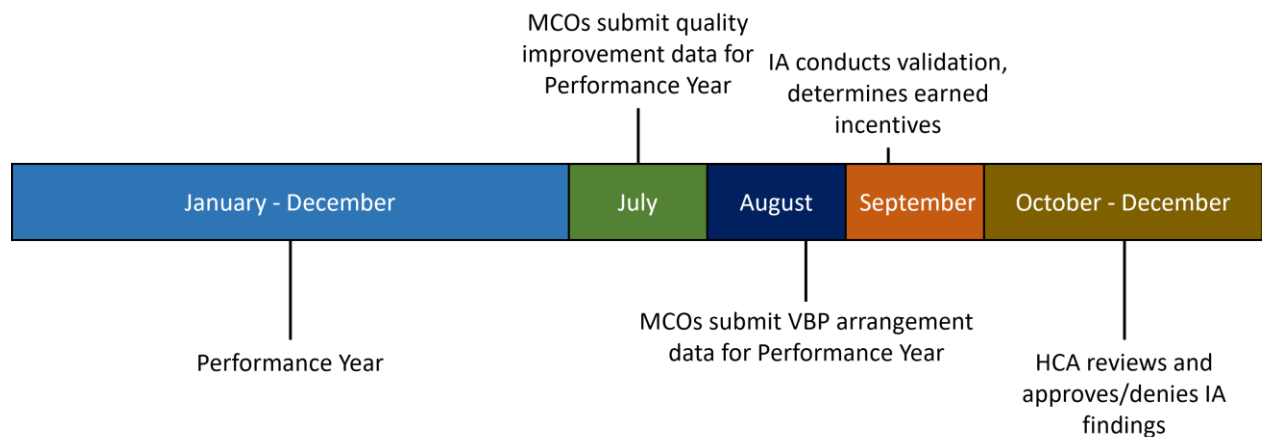 MCOs submit quality
improvement data for
Performance Year
IA conducts validation,
determines earned
incentives
January - December
July
August
September
October - December
Performance Year
MCOs submit VBP arrangement
data for Performance Year
HCA reviews and
approves/denies IA
findings